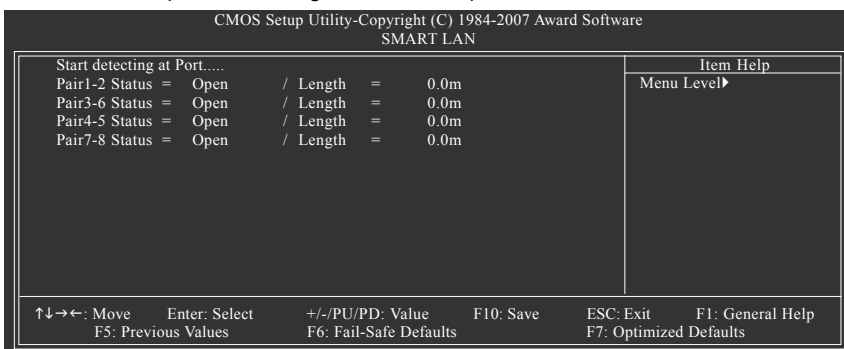 CMOS Setup Utility-Copyright (C) 1984-2007 Award Software
SMART LAN
Start detecting at Port.....
Pair1-2 Status = Open / Length = 0.0m
Pair3-6 Status = Open / Length = 0.0m
Pair4-5 Status = Open / Length = 0.0m
Pair7-8 Status = Open / Length = 0.0m
Item Help
Menu Level▶
↑↓→←: Move Enter: Select +/-/PU/PD: Value F10: Save ESC: Exit F1: General Help
F5: Previous Values F6: Fail-Safe Defaults F7: Optimized Defaults